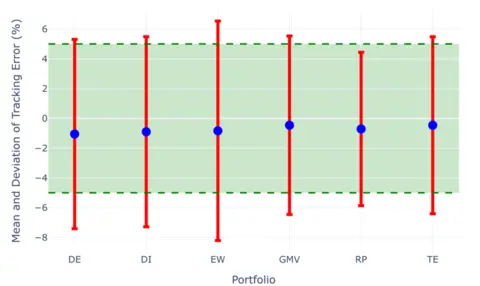 Mean and Deviation of Tracking Error (%)
6
4
2
0
−2
−4
−6
−8
DE DI EW GMV RP TE
Portfolio